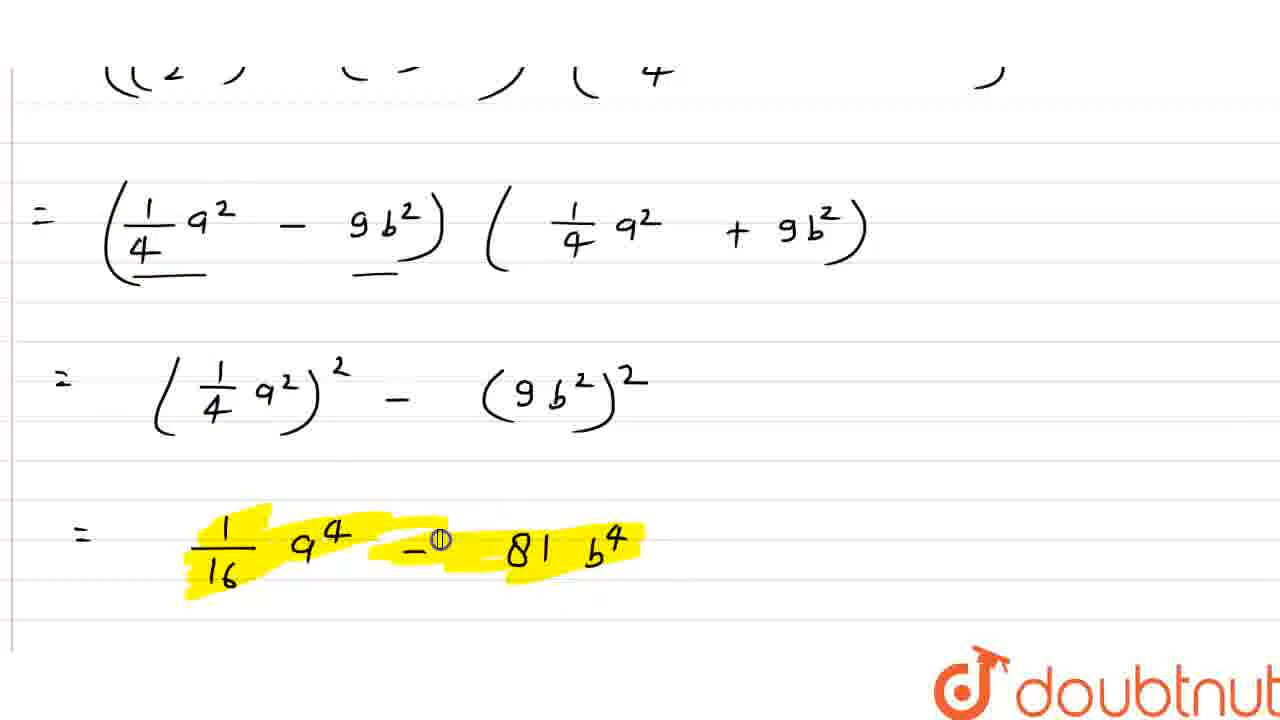 = (1/4 a² - 9b²) (1/4 a² + 9b²)
= (1/4 a²)² - (9b²)²
= 1/16 a⁴ - 81 b⁴
doubtnut